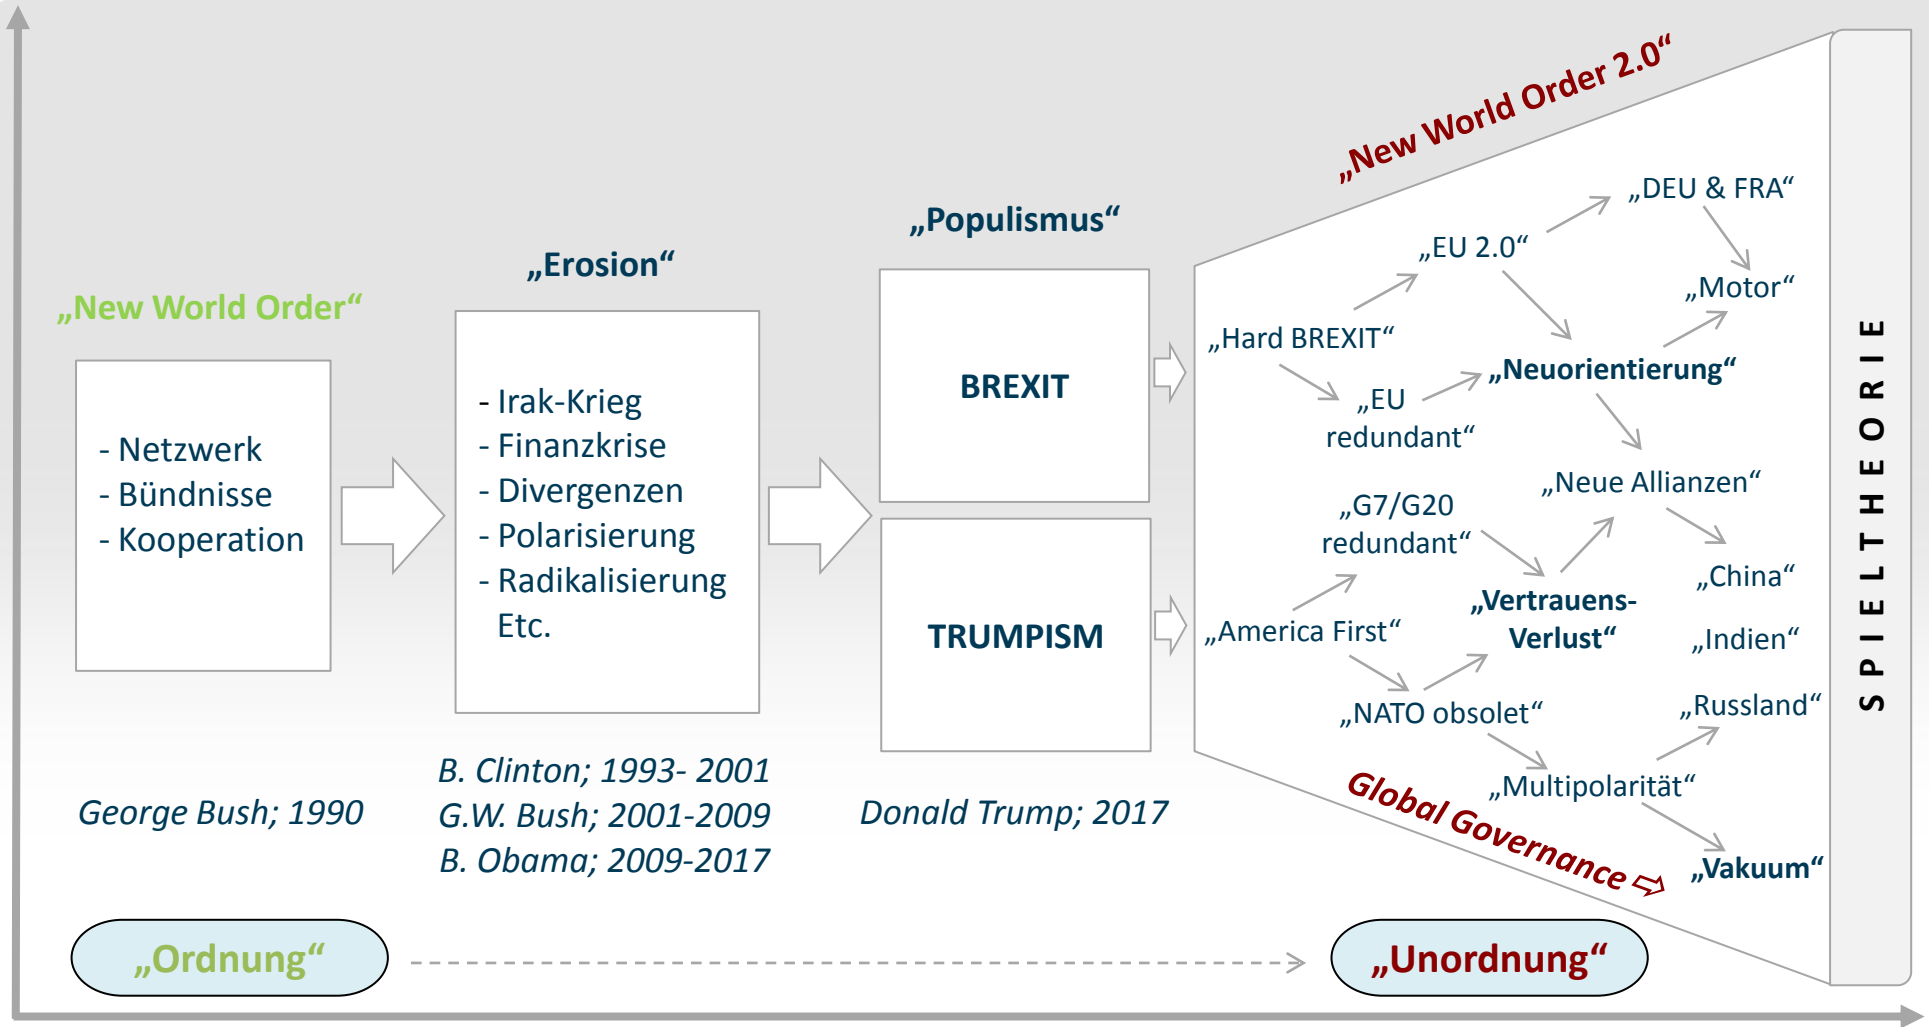 „New World Order“
- Netzwerk
- Bündnisse
- Kooperation
George Bush; 1990
„Erosion“
- Irak-Krieg
- Finanzkrise
- Divergenzen
- Polarisierung
- Radikalisierung
Etc.
B. Clinton; 1993- 2001
G.W. Bush; 2001-2009
B. Obama; 2009-2017
„Populismus“
BREXIT
TRUMPISM
Donald Trump; 2017
„New World Order 2.0“
„DEU & FRA“
„EU 2.0“
„Motor“
„Hard BREXIT“
„Neuorientierung“
„EU
redundant“
„Neue Allianzen“
„G7/G20
redundant“
„China“
„Vertrauens-
Verlust“
„America First“
„Indien“
„NATO obsolet“
„Russland“
„Multipolarität“
Global Governance
„Vakuum“
SPIELTHEORIE
„Ordnung“
„Unordnung“